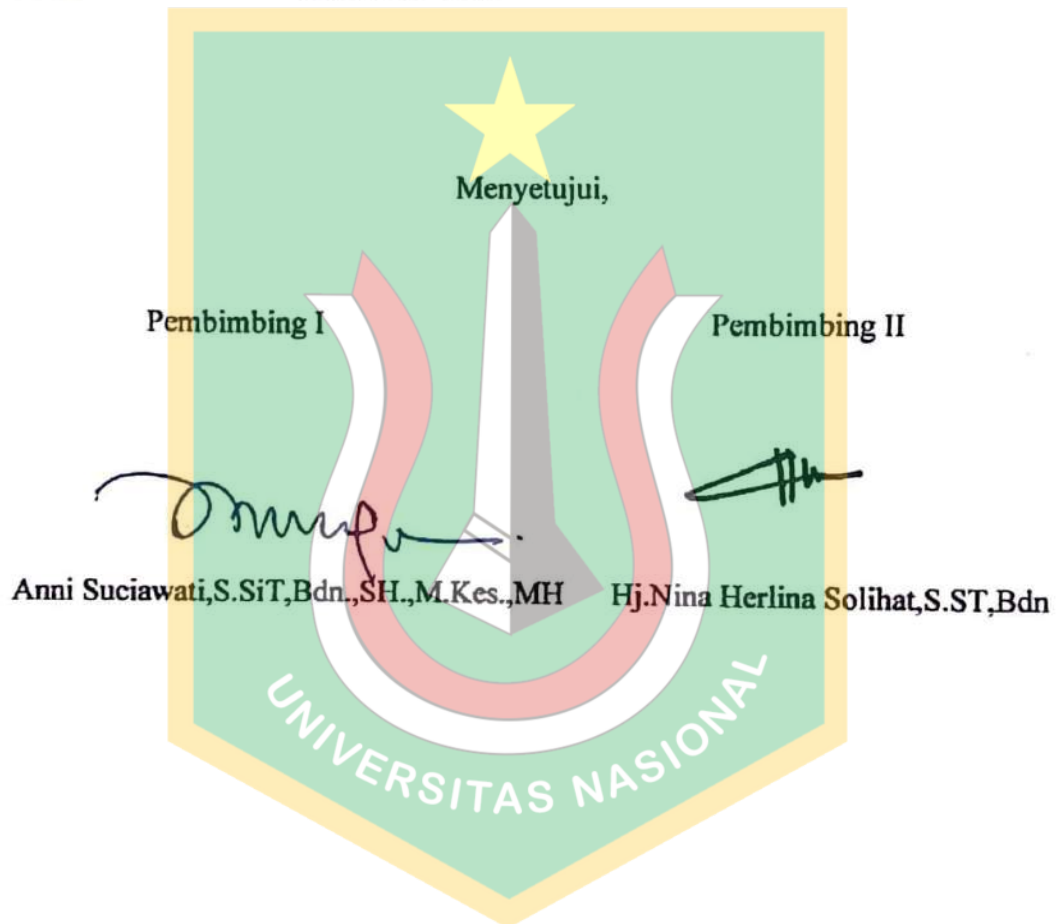 Menyetujui,
Pembimbing I Pembimbing II
Anni Suciawati,S.SiT,Bdn.,SH.,M.Kes.,MH Hj.Nina Herlina Solihat,S.ST,Bdn
UNIVERSITAS NASIONAL